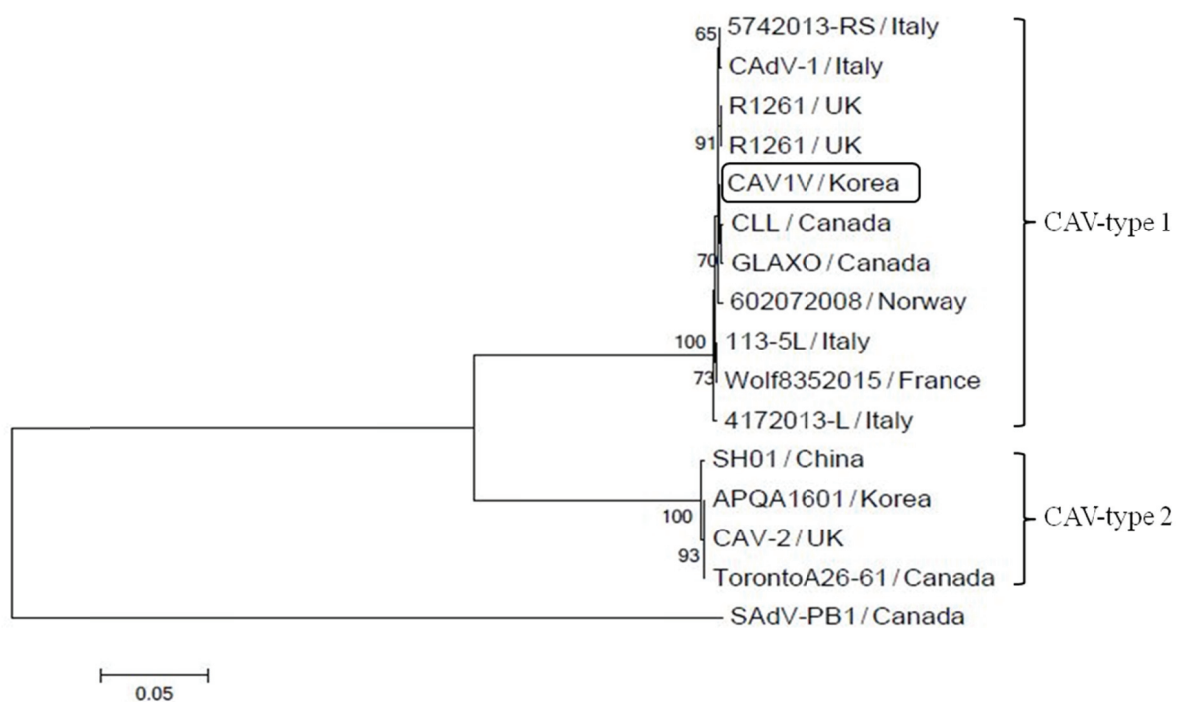 65
5742013-RS/Italy
CAdV-1/Italy
R1261/UK
91
R1261/UK
CAV1V/Korea
CLL/Canada
CAV-type 1
70
GLAXO/Canada
602072008/Norway
100
113-5L/Italy
73
Wolf8352015/France
4172013-L/Italy
SH01/China
APQA1601/Korea
100
CAV-type 2
CAV-2/UK
93
TorontoA26-61/Canada
SAdV-PB1/Canada
0.05